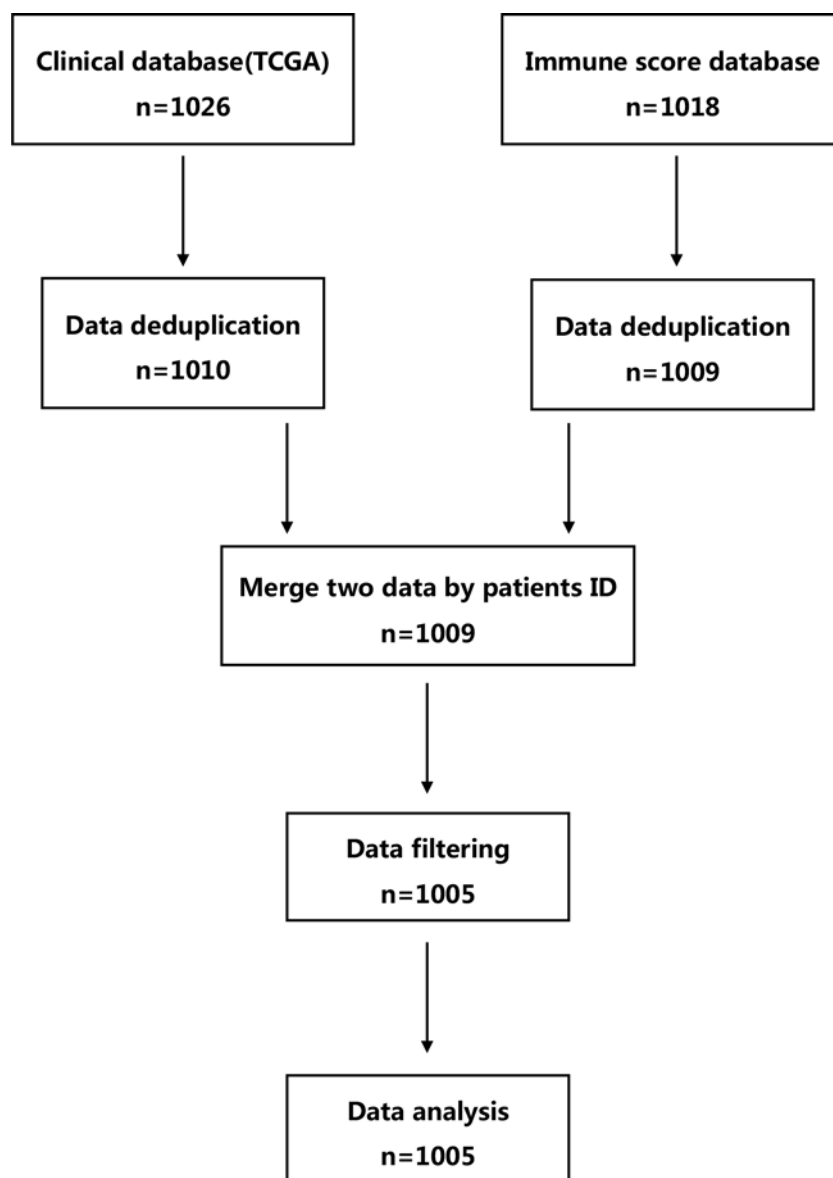 Clinical database(TCGA)
n=1026
Immune score database
n=1018
Data deduplication
n=1010
Data deduplication
n=1009
Merge two data by patients ID
n=1009
Data filtering
n=1005
Data analysis
n=1005